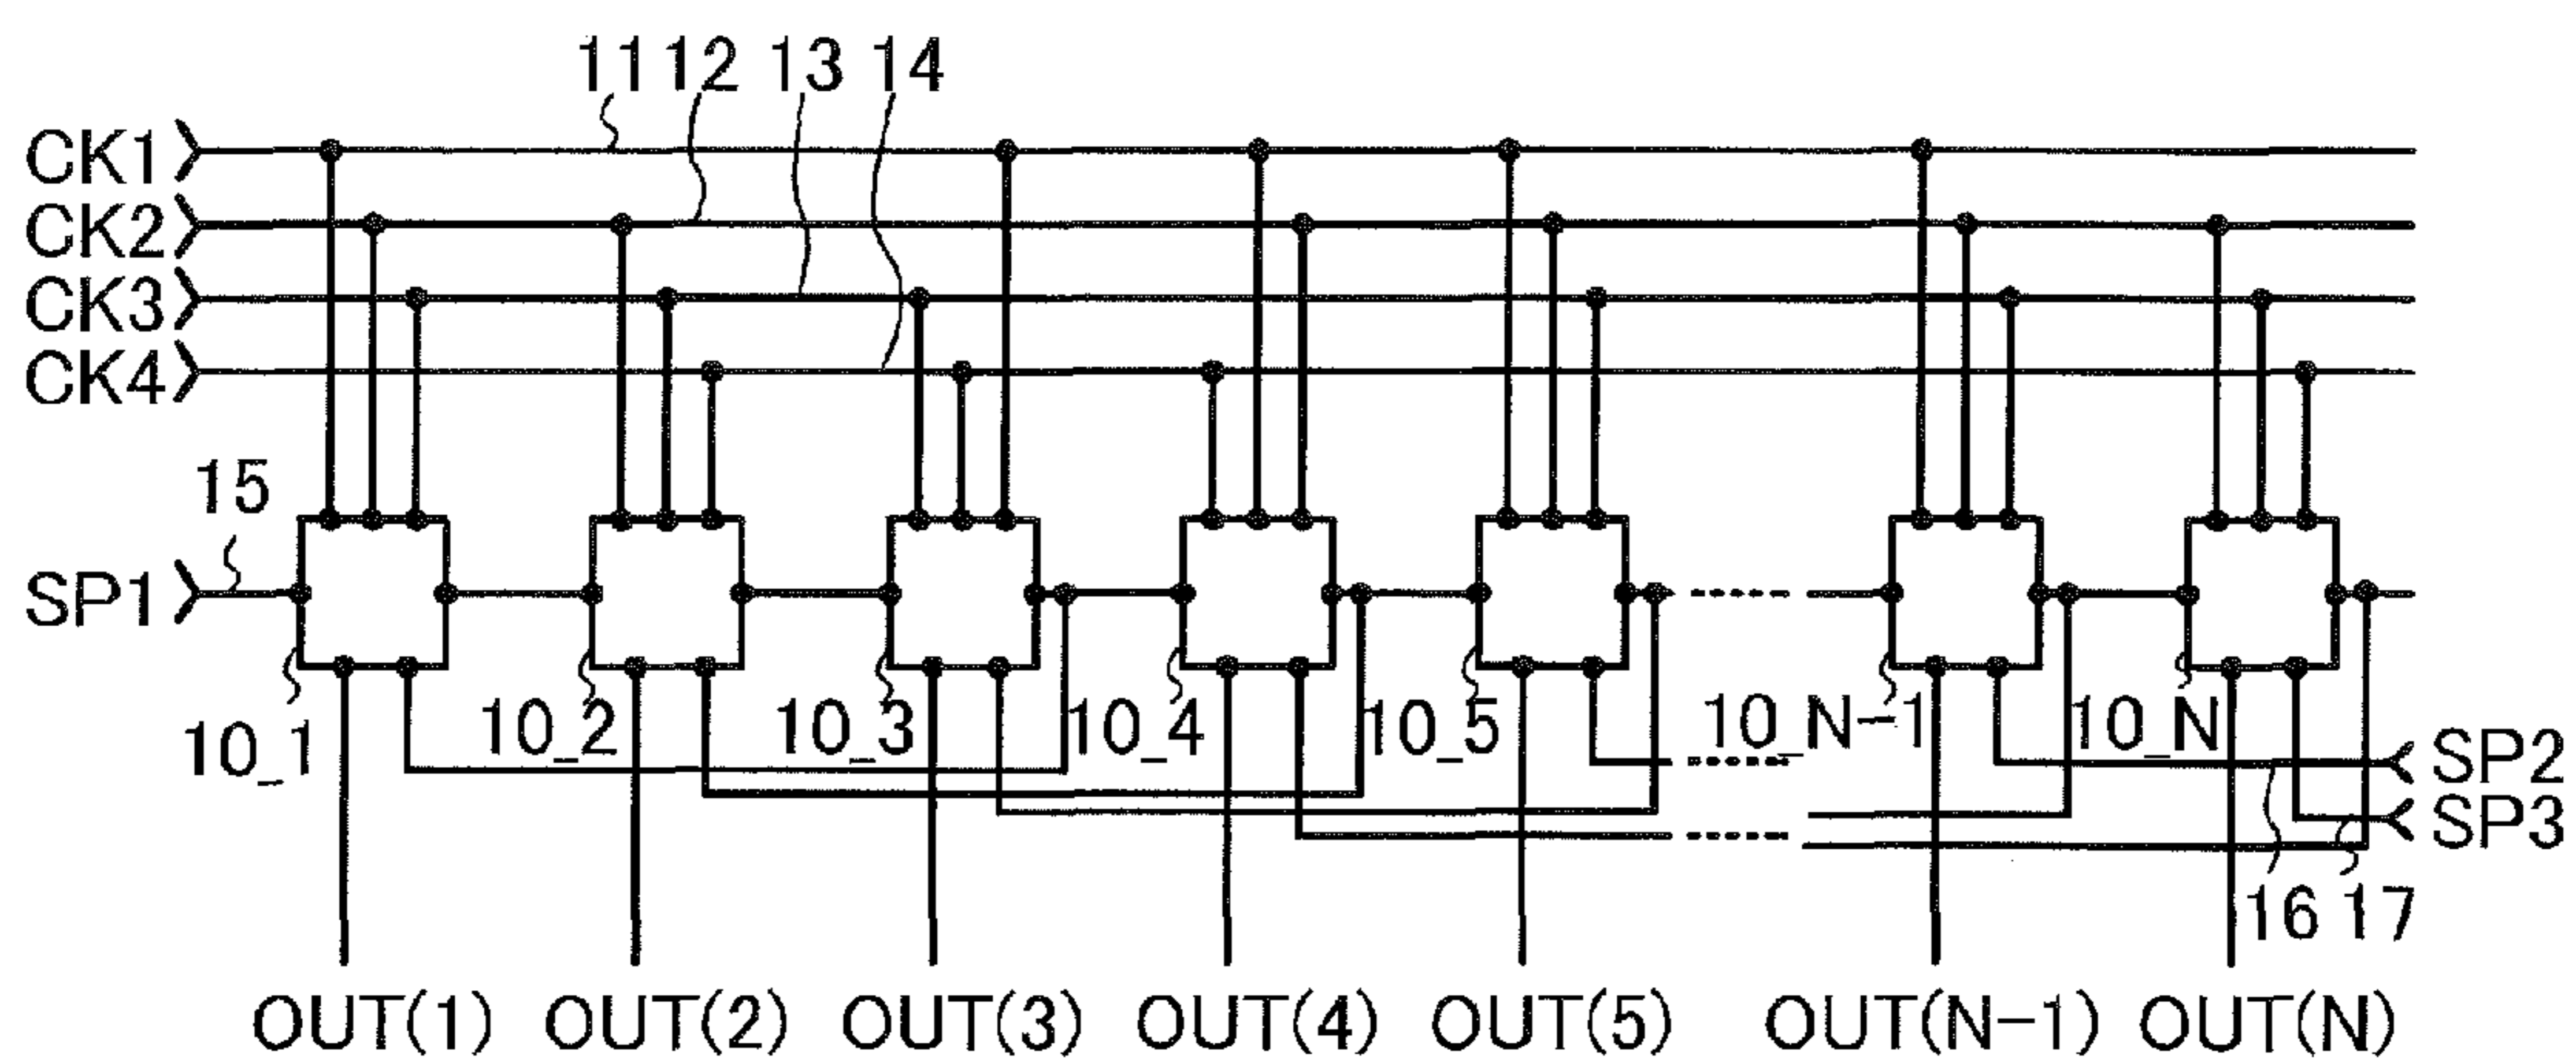 11 12 13 14
CK1
CK2
CK3
CK4
15
SP1
10_1 10_2 10_3 10_4 10_5 10_N-1 10_N
SP2
SP3
16 17
OUT(1) OUT(2) OUT(3) OUT(4) OUT(5) OUT(N-1) OUT(N)